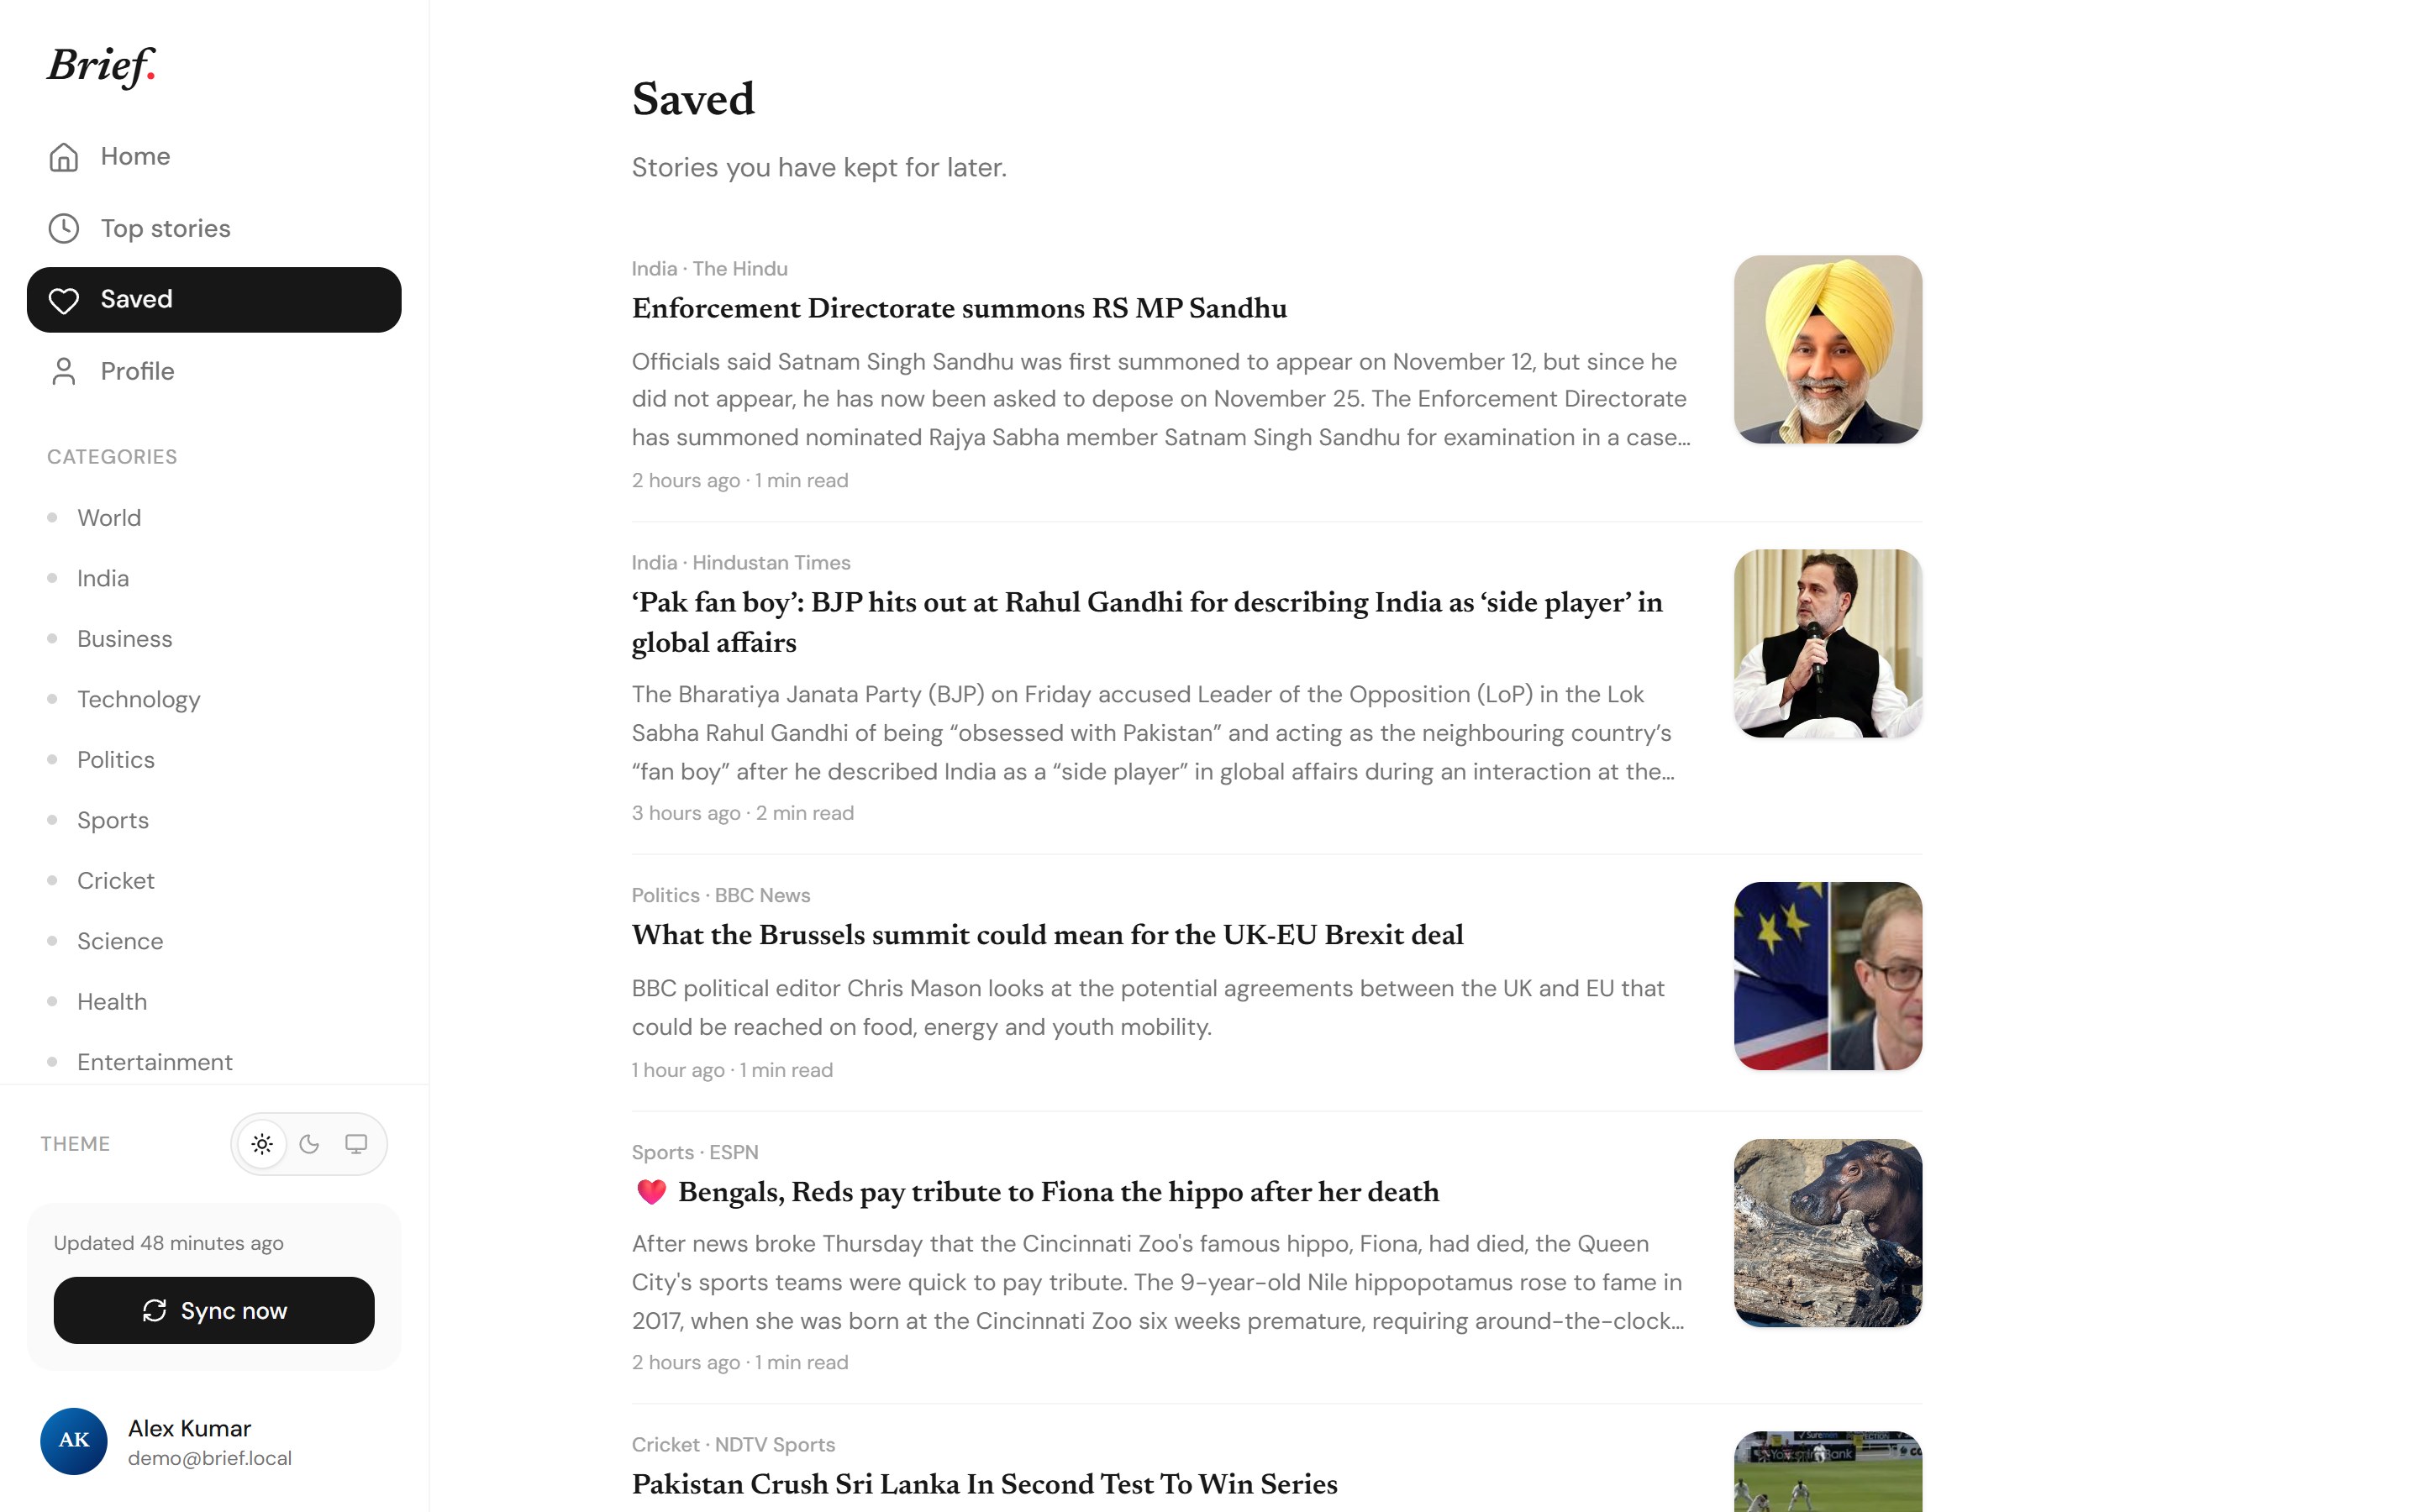 Brief.
Home
Top stories
Saved
Profile
CATEGORIES
World
India
Business
Technology
Politics
Sports
Cricket
Science
Health
Entertainment
THEME
Updated 48 minutes ago
Sync now
AK
Alex Kumar
demo@brief.local
Saved
Stories you have kept for later.
India · The Hindu
Enforcement Directorate summons RS MP Sandhu
Officials said Satnam Singh Sandhu was first summoned to appear on November 12, but since he
did not appear, he has now been asked to depose on November 25. The Enforcement Directorate
has summoned nominated Rajya Sabha member Satnam Singh Sandhu for examination in a case...
2 hours ago · 1 min read
India · Hindustan Times
‘Pak fan boy’: BJP hits out at Rahul Gandhi for describing India as ‘side player’ in
global affairs
The Bharatiya Janata Party (BJP) on Friday accused Leader of the Opposition (LoP) in the Lok
Sabha Rahul Gandhi of being “obsessed with Pakistan” and acting as the neighbouring country’s
“fan boy” after he described India as a “side player” in global affairs during an interaction at the...
3 hours ago · 2 min read
Politics · BBC News
What the Brussels summit could mean for the UK-EU Brexit deal
BBC political editor Chris Mason looks at the potential agreements between the UK and EU that
could be reached on food, energy and youth mobility.
1 hour ago · 1 min read
Sports · ESPN
❤️ Bengals, Reds pay tribute to Fiona the hippo after her death
After news broke Thursday that the Cincinnati Zoo's famous hippo, Fiona, had died, the Queen
City's sports teams were quick to pay tribute. The 9-year-old Nile hippopotamus rose to fame in
2017, when she was born at the Cincinnati Zoo six weeks premature, requiring around-the-clock...
2 hours ago · 1 min read
Cricket · NDTV Sports
Pakistan Crush Sri Lanka In Second Test To Win Series